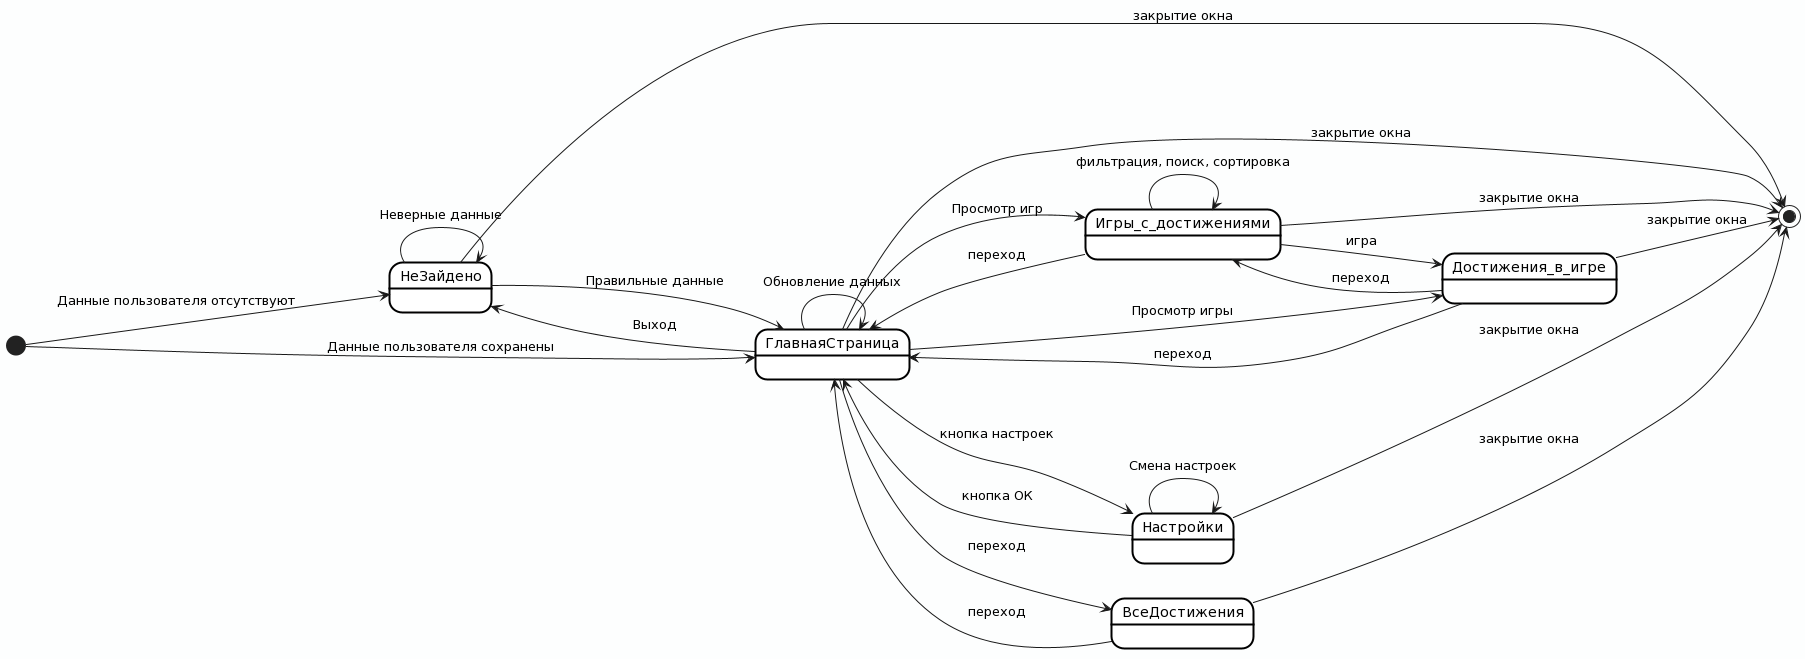 закрытие окна
закрытие окна
фильтрация, поиск, сортировка
закрытие окна
Просмотр игр
Неверные данные
закрытие окна
Игры_с_достижениями
игра
переход
Достижения_в_игре
НеЗайдено
переход
Правильные данные
Обновление данных
Данные пользователя отсутствуют
Просмотр игры
Выход
закрытие окна
ГлавнаяСтраница
Данные пользователя сохранены
переход
кнопка настроек
закрытие окна
Смена настроек
кнопка ОК
Настройки
переход
переход
ВсеДостижения